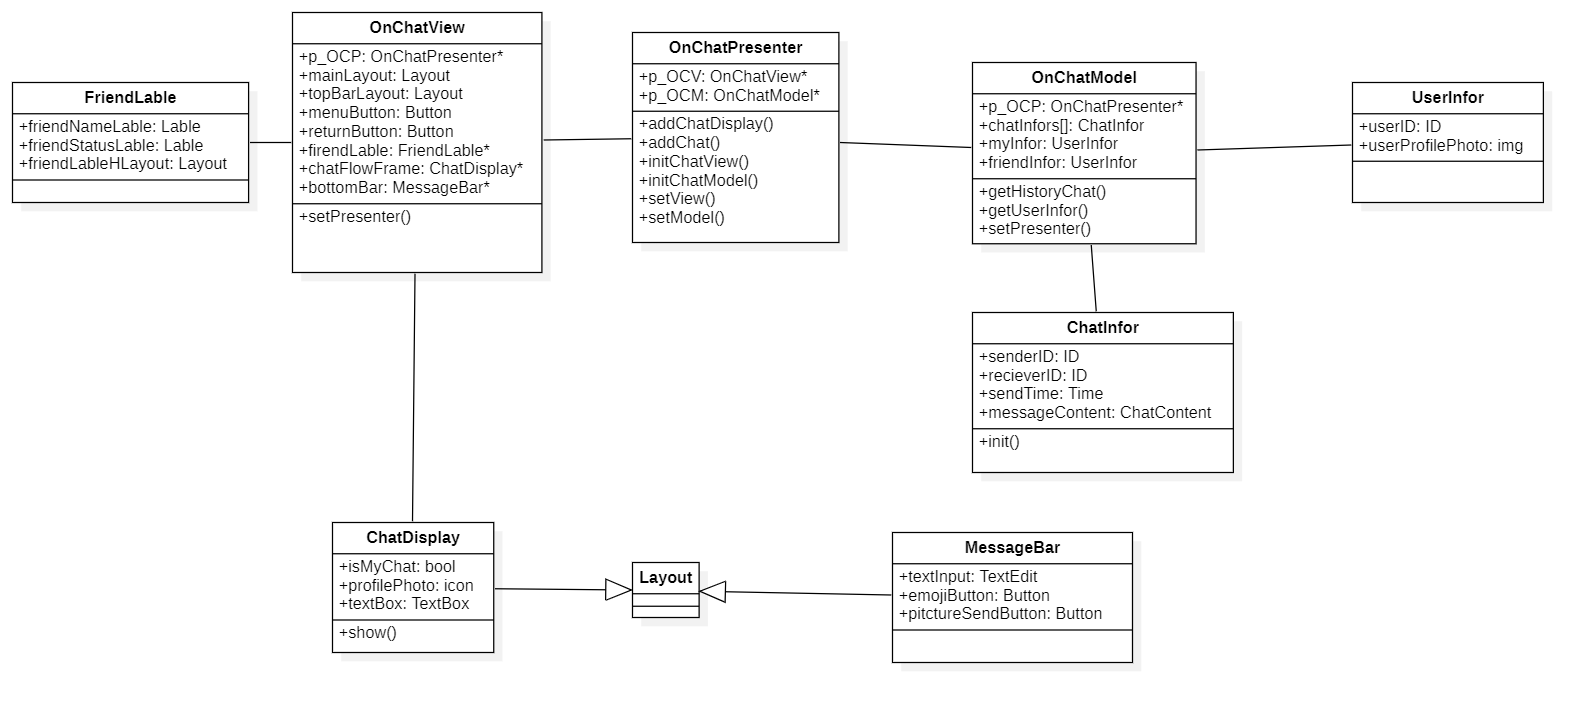 FriendLable
+friendNameLable: Lable
+friendStatusLable: Lable
+friendLableHLayout: Layout
OnChatView
+p_OCP: OnChatPresenter*
+mainLayout: Layout
+topBarLayout: Layout
+menuButton: Button
+returnButton: Button
+firendLable: FriendLable*
+chatFlowFrame: ChatDisplay*
+bottomBar: MessageBar*
+setPresenter()
OnChatPresenter
+p_OCV: OnChatView*
+p_OCM: OnChatModel*
+addChatDisplay()
+addChat()
+initChatView()
+initChatModel()
+setView()
+setModel()
OnChatModel
+p_OCP: OnChatPresenter*
+chatInfors[]: ChatInfor
+myInfor: UserInfor
+friendInfor: UserInfor
+getHistoryChat()
+getUserInfor()
+setPresenter()
UserInfor
+userID: ID
+userProfilePhoto: img
ChatInfor
+senderID: ID
+recieverID: ID
+sendTime: Time
+messageContent: ChatContent
+init()
ChatDisplay
+isMyChat: bool
+profilePhoto: icon
+textBox: TextBox
+show()
Layout
MessageBar
+textInput: TextEdit
+emojiButton: Button
+pitctureSendButton: Button